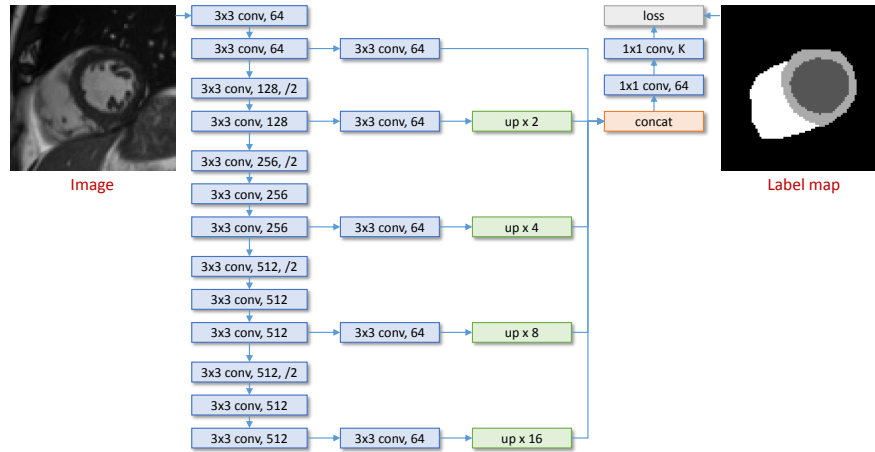 3x3 conv, 64
loss
3x3 conv, 64
3x3 conv, 64
1x1 conv, K
3x3 conv, 128, /2
1x1 conv, 64
3x3 conv, 128
3x3 conv, 64
up x 2
concat
3x3 conv, 256, /2
Image
Label map
3x3 conv, 256
3x3 conv, 256
3x3 conv, 64
up x 4
3x3 conv, 512, /2
3x3 conv, 512
3x3 conv, 512
3x3 conv, 64
up x 8
3x3 conv, 512, /2
3x3 conv, 512
3x3 conv, 512
3x3 conv, 64
up x 16